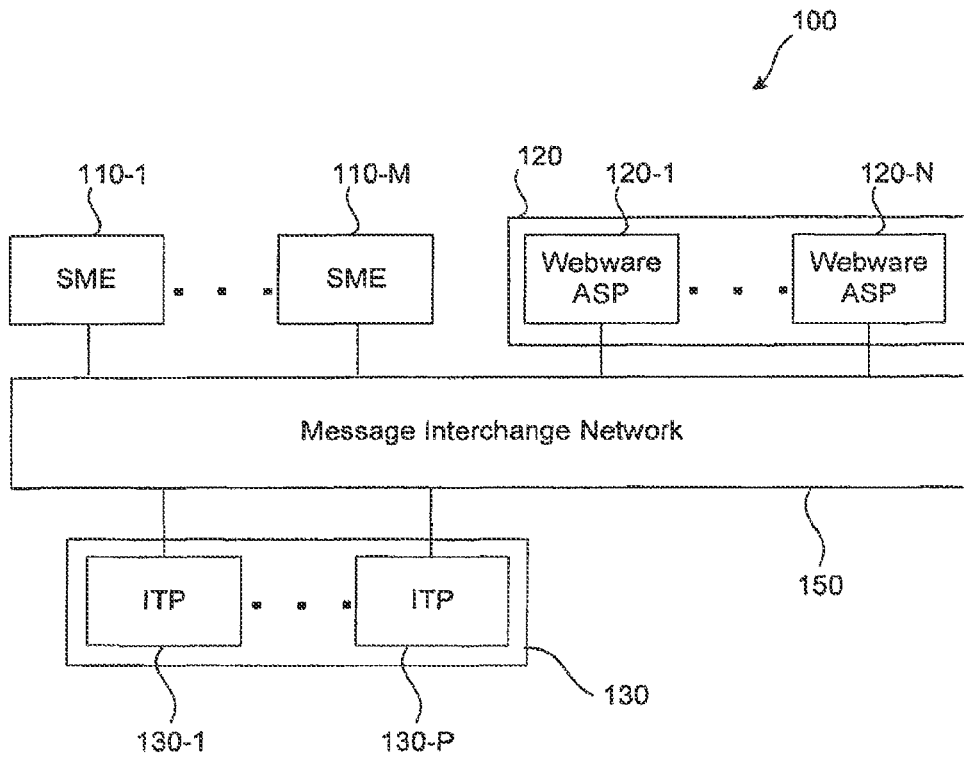 100
110-1
110-M
120
120-1
120-N
SME
SME
Webware
ASP
Webware
ASP
Message Interchange Network
150
ITP
ITP
130
130-1
130-P